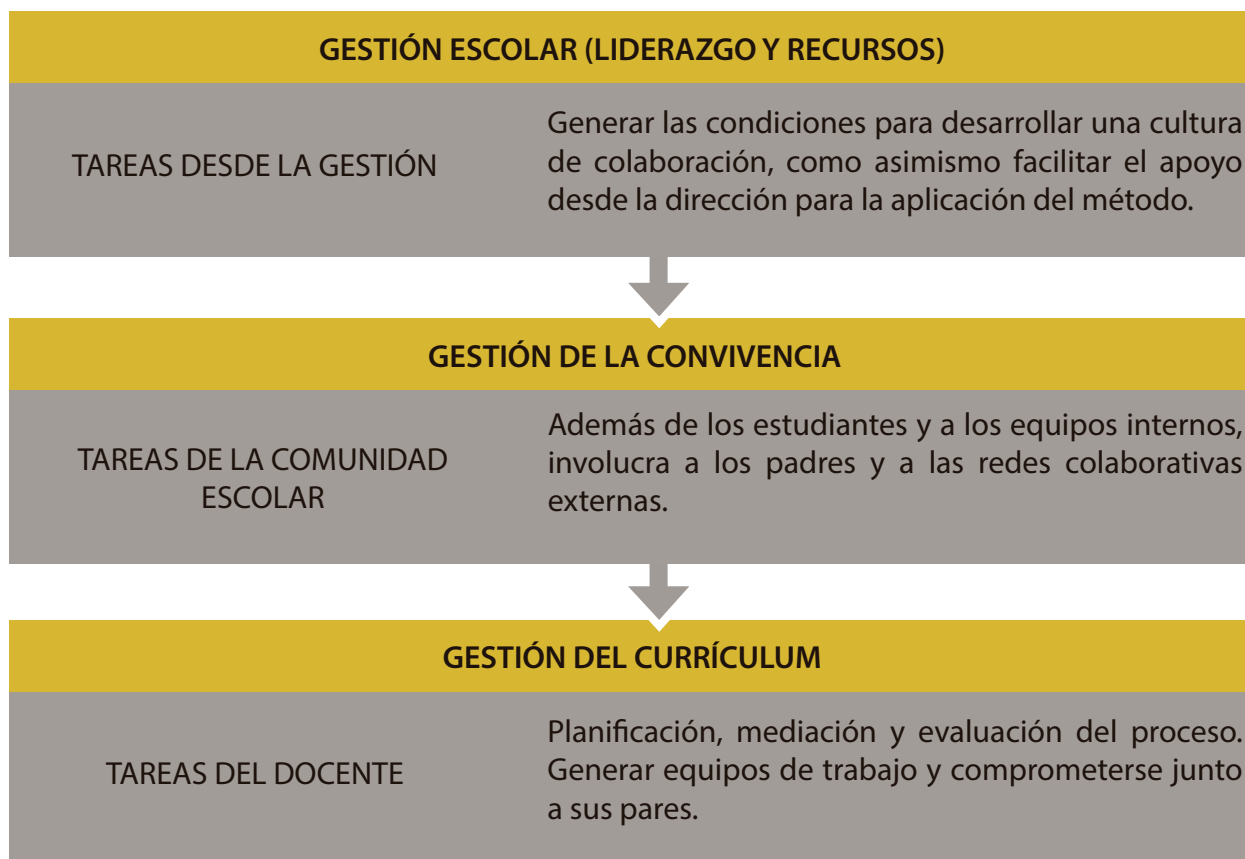 GESTIÓN ESCOLAR (LIDERAZGO Y RECURSOS)
TAREAS DESDE LA GESTIÓN
Generar las condiciones para desarrollar una cultura
de colaboración, como asimismo facilitar el apoyo
desde la dirección para la aplicación del método.
GESTIÓN DE LA CONVIVENCIA
TAREAS DE LA COMUNIDAD
ESCOLAR
Además de los estudiantes y a los equipos internos,
involucra a los padres y a las redes colaborativas
externas.
GESTIÓN DEL CURRÍCULUM
TAREAS DEL DOCENTE
Planificación, mediación y evaluación del proceso.
Generar equipos de trabajo y comprometerse junto
a sus pares.